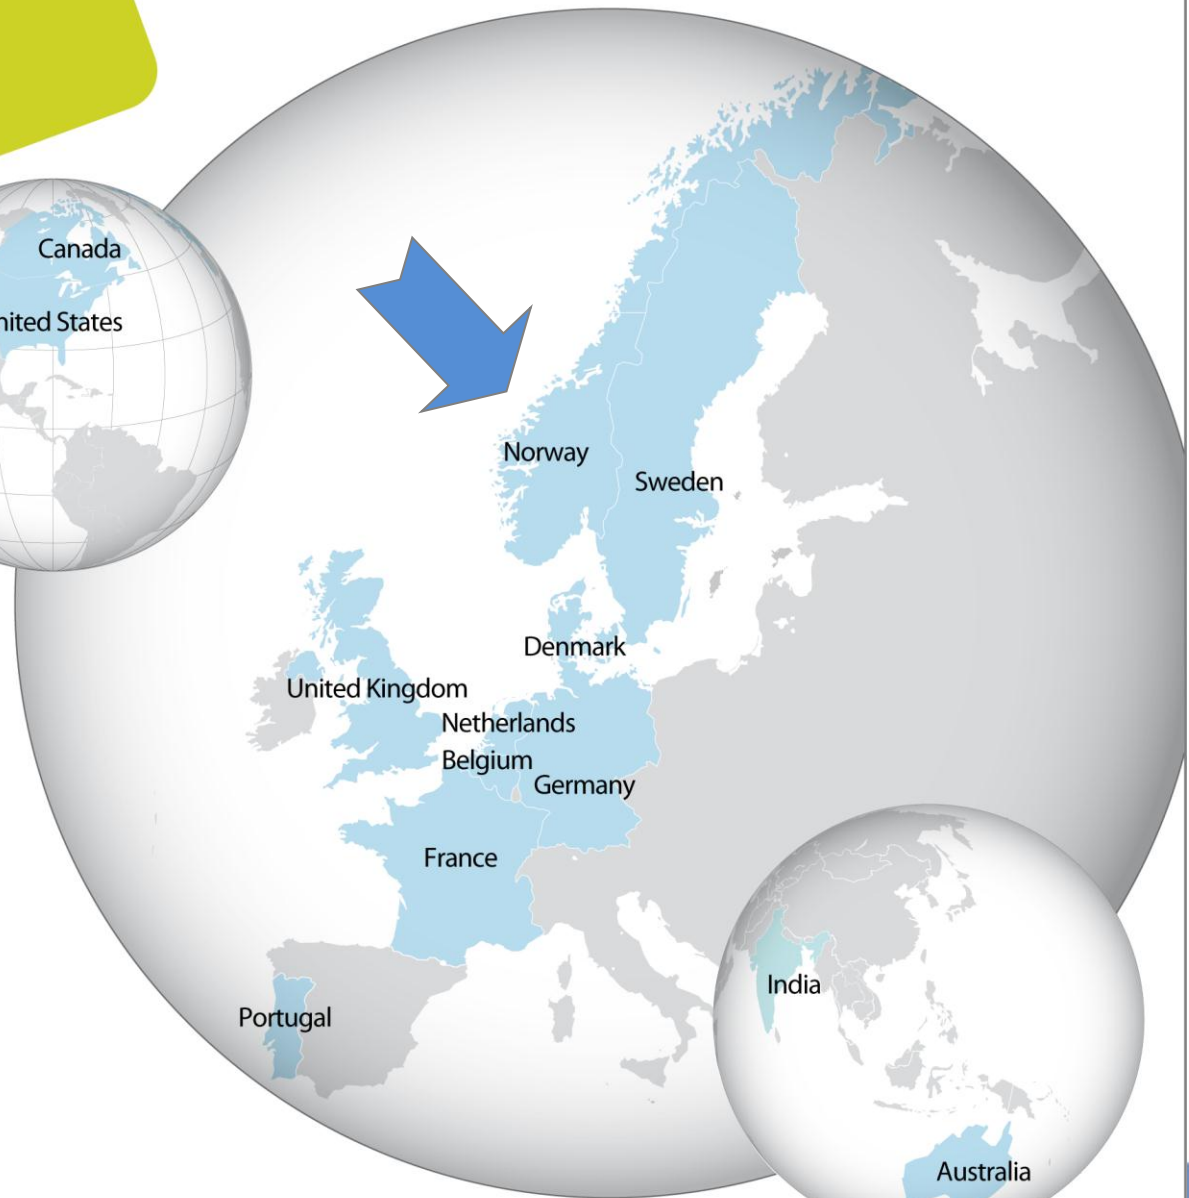 Canada
nited States
Norway
Sweden
Denmark
United Kingdom
Netherlands
Belgium
Germany
France
India
Portugal
Australia